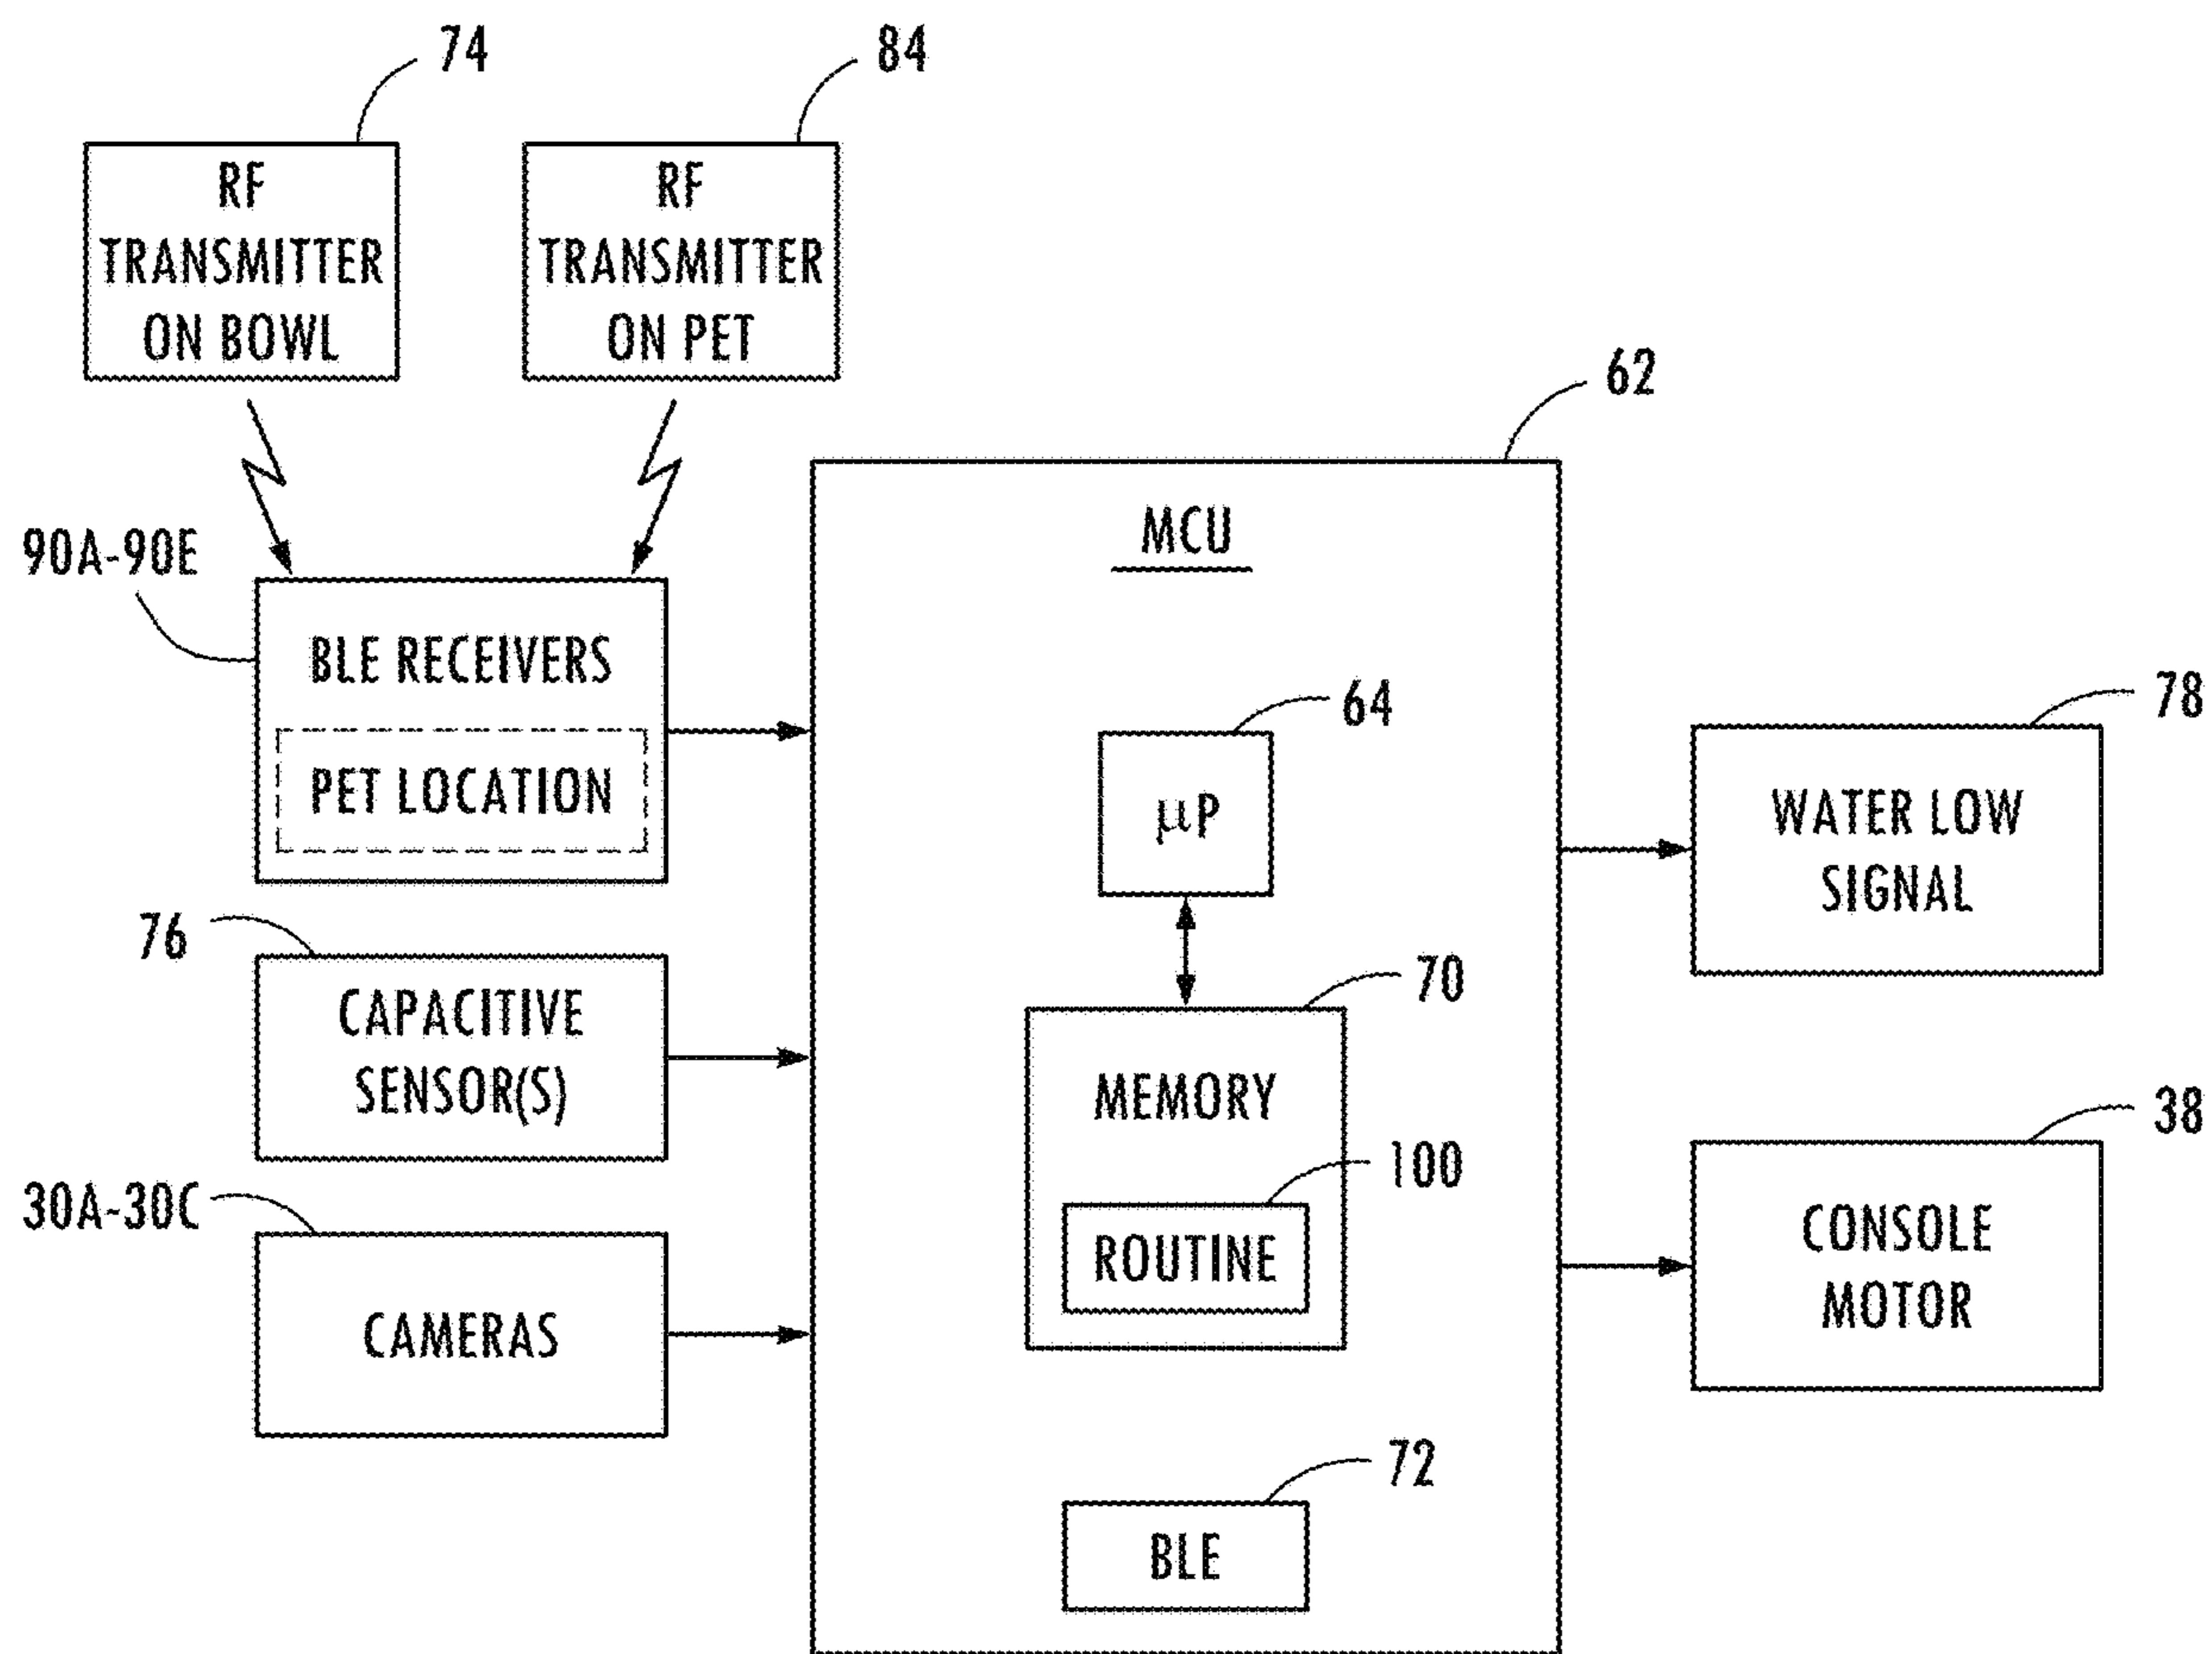 74
84
RF
TRANSMITTER
ON BOWL
RF
TRANSMITTER
ON PET
62
90A-90E
MCU
BLE RECEIVERS
PET LOCATION
64
μP
78
WATER LOW
SIGNAL
76
CAPACITIVE
SENSOR(S)
70
MEMORY
100
ROUTINE
38
CONSOLE
MOTOR
30A-30C
CAMERAS
72
BLE